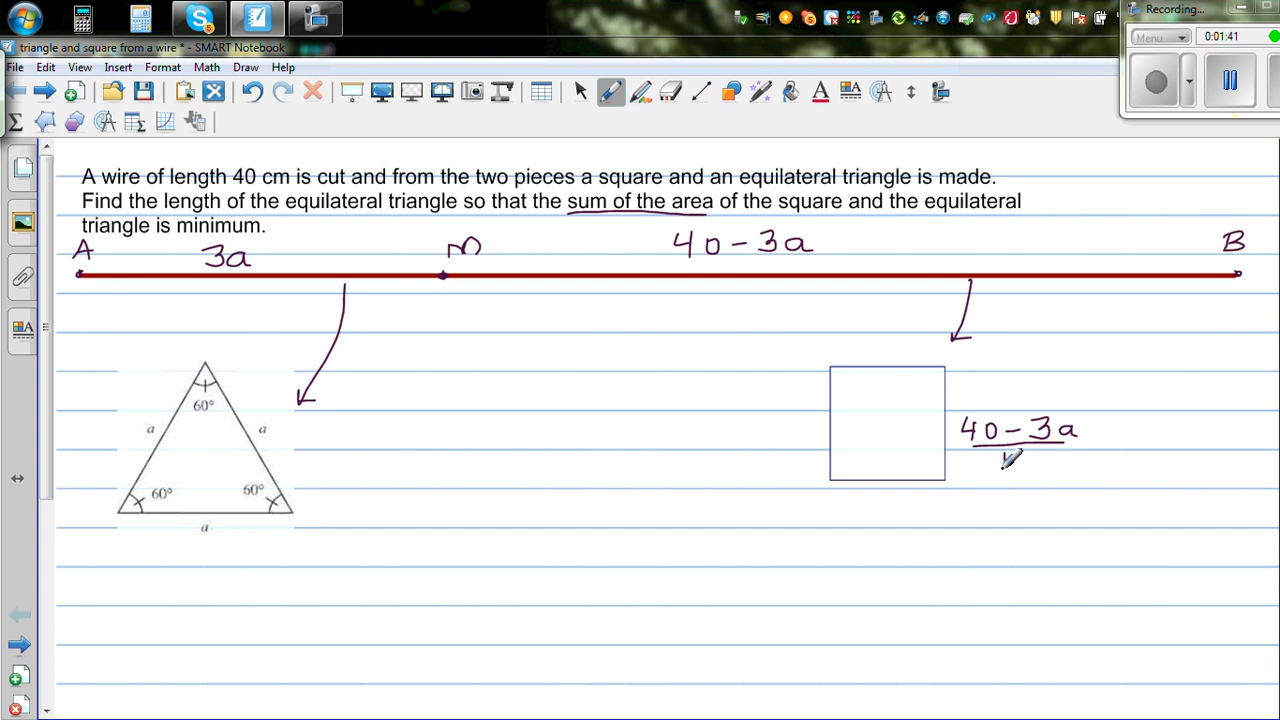 Recording...
Menu
0:01:41
triangle and square from a wire * - SMART Notebook
File Edit View Insert Format Math Draw Help
A wire of length 40 cm is cut and from the two pieces a square and an equilateral triangle is made.
Find the length of the equilateral triangle so that the sum of the area of the square and the equilateral
triangle is minimum.
A 3a M 40-3a B
60°
a a
40-3a
60° 60°
a